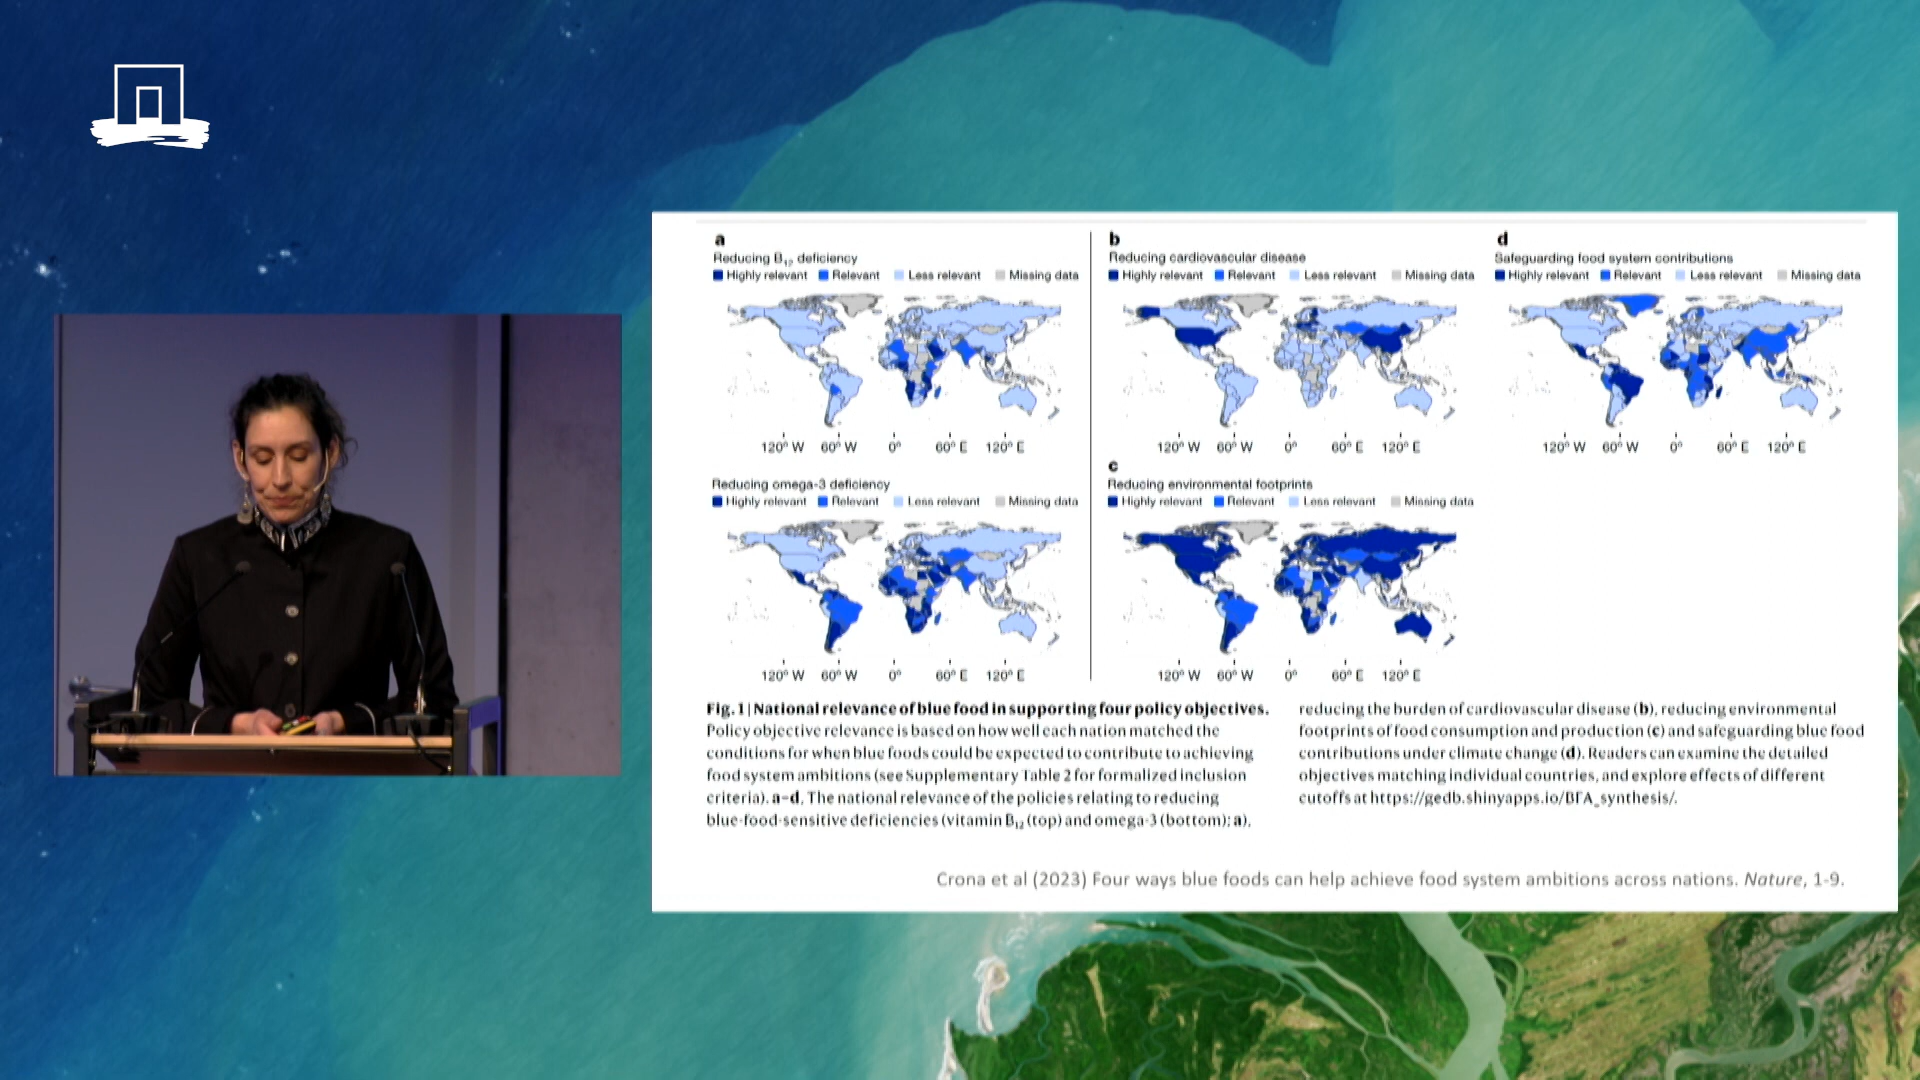 a
Reducing B₁₂ deficiency
Highly relevant Relevant Less relevant Missing data
120° W 60° W 0° 60° E 120° E
Reducing omega-3 deficiency
Highly relevant Relevant Less relevant Missing data
120° W 60° W 0° 60° E 120° E
b
Reducing cardiovascular disease
Highly relevant Relevant Less relevant Missing data
120° W 60° W 0° 60° E 120° E
c
Reducing environmental footprints
Highly relevant Relevant Less relevant Missing data
120° W 60° W 0° 60° E 120° E
d
Safeguarding food system contributions
Highly relevant Relevant Less relevant Missing data
120° W 60° W 0° 60° E 120° E
Fig. 1 | National relevance of blue food in supporting four policy objectives.
Policy objective relevance is based on how well each nation matched the
conditions for when blue foods could be expected to contribute to achieving
food system ambitions (see Supplementary Table 2 for formalized inclusion
criteria). a–d, The national relevance of the policies relating to reducing
blue-food-sensitive deficiencies (vitamin B₁₂ (top) and omega-3 (bottom); a),
reducing the burden of cardiovascular disease (b), reducing environmental
footprints of food consumption and production (c) and safeguarding blue food
contributions under climate change (d). Readers can examine the detailed
objectives matching individual countries, and explore effects of different
cutoffs at https://gedb.shinyapps.io/BFA_synthesis/.
Crona et al (2023) Four ways blue foods can help achieve food system ambitions across nations. Nature, 1-9.